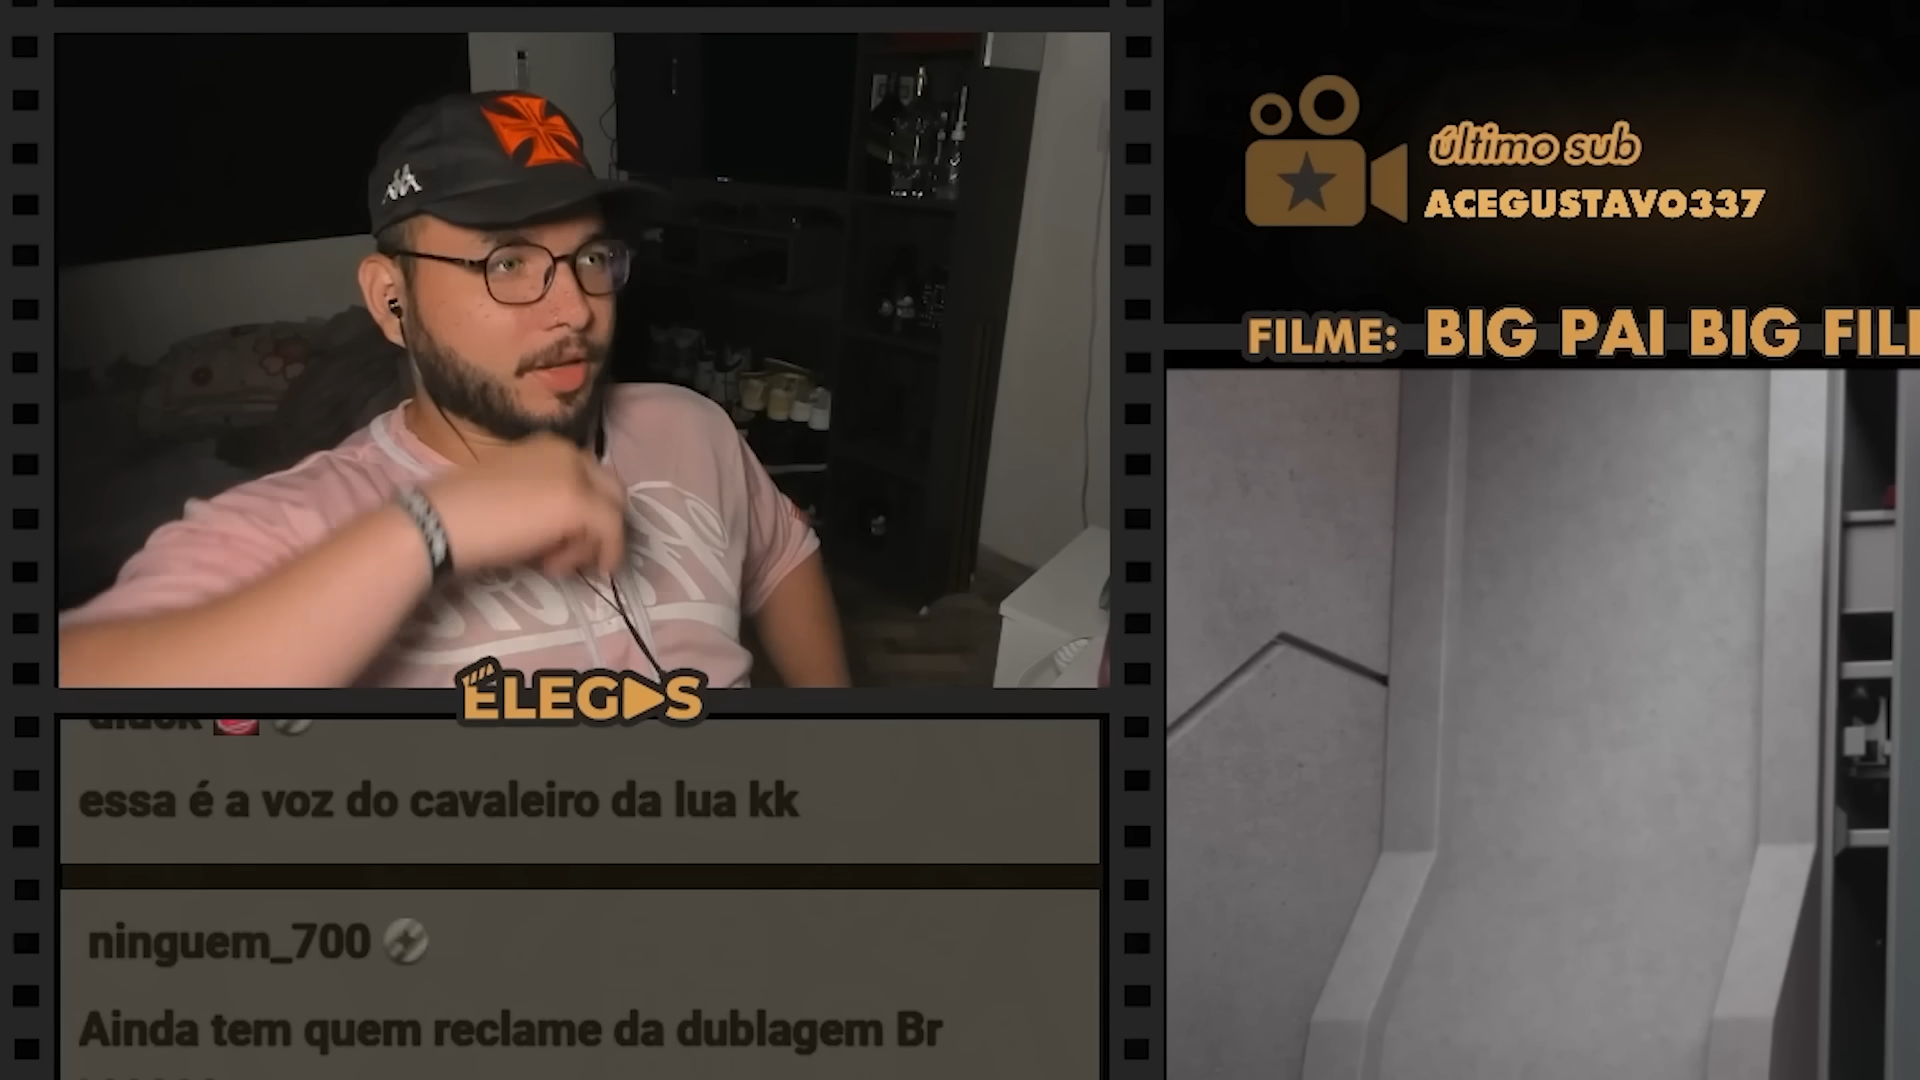 último sub
ACEGUSTAVO337
FILME: BIG PAI BIG
ELEGOS
essa é a voz do cavaleiro da lua kk
ninguem_700
Ainda tem quem reclame da dublagem Br